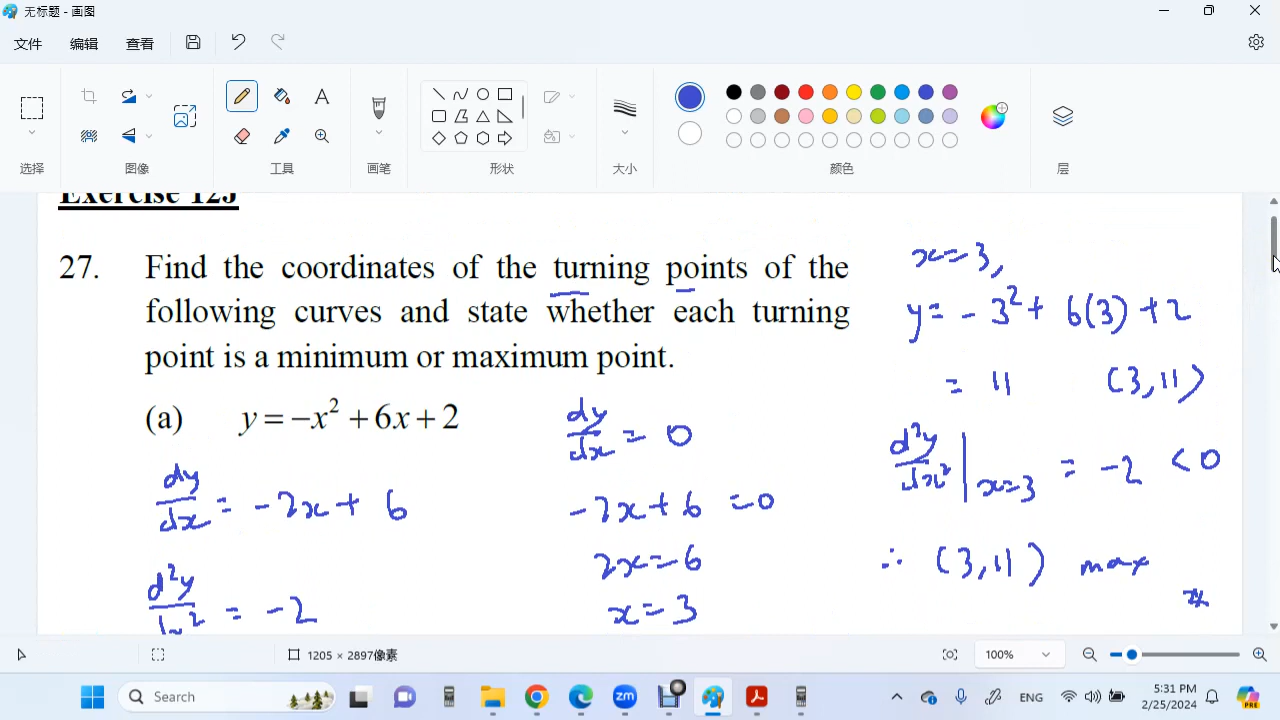 无标题 - 画图
文件 编辑 查看
选择 图像 工具 画笔 形状 大小 颜色 层
Exercise 12J
27. Find the coordinates of the turning points of the
following curves and state whether each turning
point is a minimum or maximum point.
(a) y = −x² + 6x + 2
dy/dx = -2x + 6
d²y/dx² = -2
dy/dx = 0
-2x + 6 = 0
2x = 6
x = 3
x = 3,
y = -3² + 6(3) + 2
= 11 (3,11)
d²y/dx² |x=3 = -2 < 0
∴ (3,11) max
1205 × 2897像素
100%
Search
zm
ENG
5:31 PM
2/25/2024
PRE